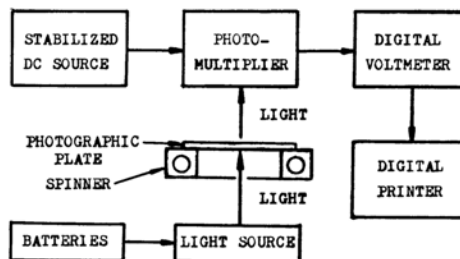 STABILIZED
DC SOURCE
PHOTO-
MULTIPLIER
DIGITAL
VOLTMETER
LIGHT
PHOTOGRAPHIC
PLATE
SPINNER
LIGHT
DIGITAL
PRINTER
BATTERIES
LIGHT SOURCE